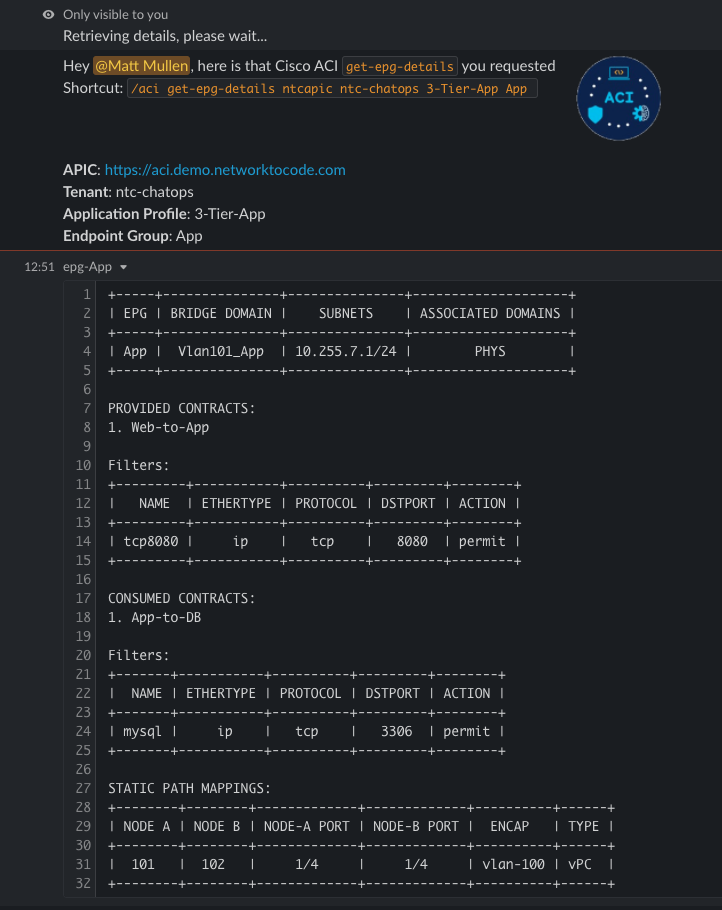 Only visible to you
Retrieving details, please wait...
Hey @Matt Mullen, here is that Cisco ACI get-epg-details you requested
Shortcut: /aci get-epg-details ntcapic ntc-chatops 3-Tier-App App
ACI
APIC: https://aci.demo.networktocode.com
Tenant: ntc-chatops
Application Profile: 3-Tier-App
Endpoint Group: App
12:51 epg-App
1 +-----+---------------+---------------+--------------------+
2 | EPG | BRIDGE DOMAIN |    SUBNETS    | ASSOCIATED DOMAINS |
3 +-----+---------------+---------------+--------------------+
4 | App |  Vlan101_App  | 10.255.7.1/24 |        PHYS        |
5 +-----+---------------+---------------+--------------------+
6
7 PROVIDED CONTRACTS:
8 1. Web-to-App
9
10 Filters:
11 +---------+-----------+----------+---------+--------+
12 |   NAME  | ETHERTYPE | PROTOCOL | DSTPORT | ACTION |
13 +---------+-----------+----------+---------+--------+
14 | tcp8080 |     ip    |   tcp    |   8080  | permit |
15 +---------+-----------+----------+---------+--------+
16
17 CONSUMED CONTRACTS:
18 1. App-to-DB
19
20 Filters:
21 +-------+-----------+----------+---------+--------+
22 |  NAME | ETHERTYPE | PROTOCOL | DSTPORT | ACTION |
23 +-------+-----------+----------+---------+--------+
24 | mysql |     ip    |   tcp    |   3306  | permit |
25 +-------+-----------+----------+---------+--------+
26
27 STATIC PATH MAPPINGS:
28 +--------+--------+-------------+-------------+----------+------+
29 | NODE A | NODE B | NODE-A PORT | NODE-B PORT |  ENCAP   | TYPE |
30 +--------+--------+-------------+-------------+----------+------+
31 |  101   |  102   |     1/4     |     1/4     | vlan-100 | vPC  |
32 +--------+--------+-------------+-------------+----------+------+